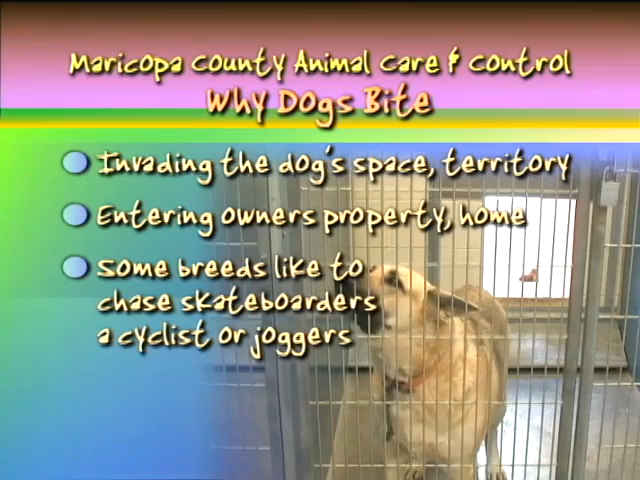 Maricopa County Animal Care & Control
Why Dogs Bite
Invading the dog's space, territory
Entering owners property, home
Some breeds like to
chase skateboarders
a cyclist or joggers